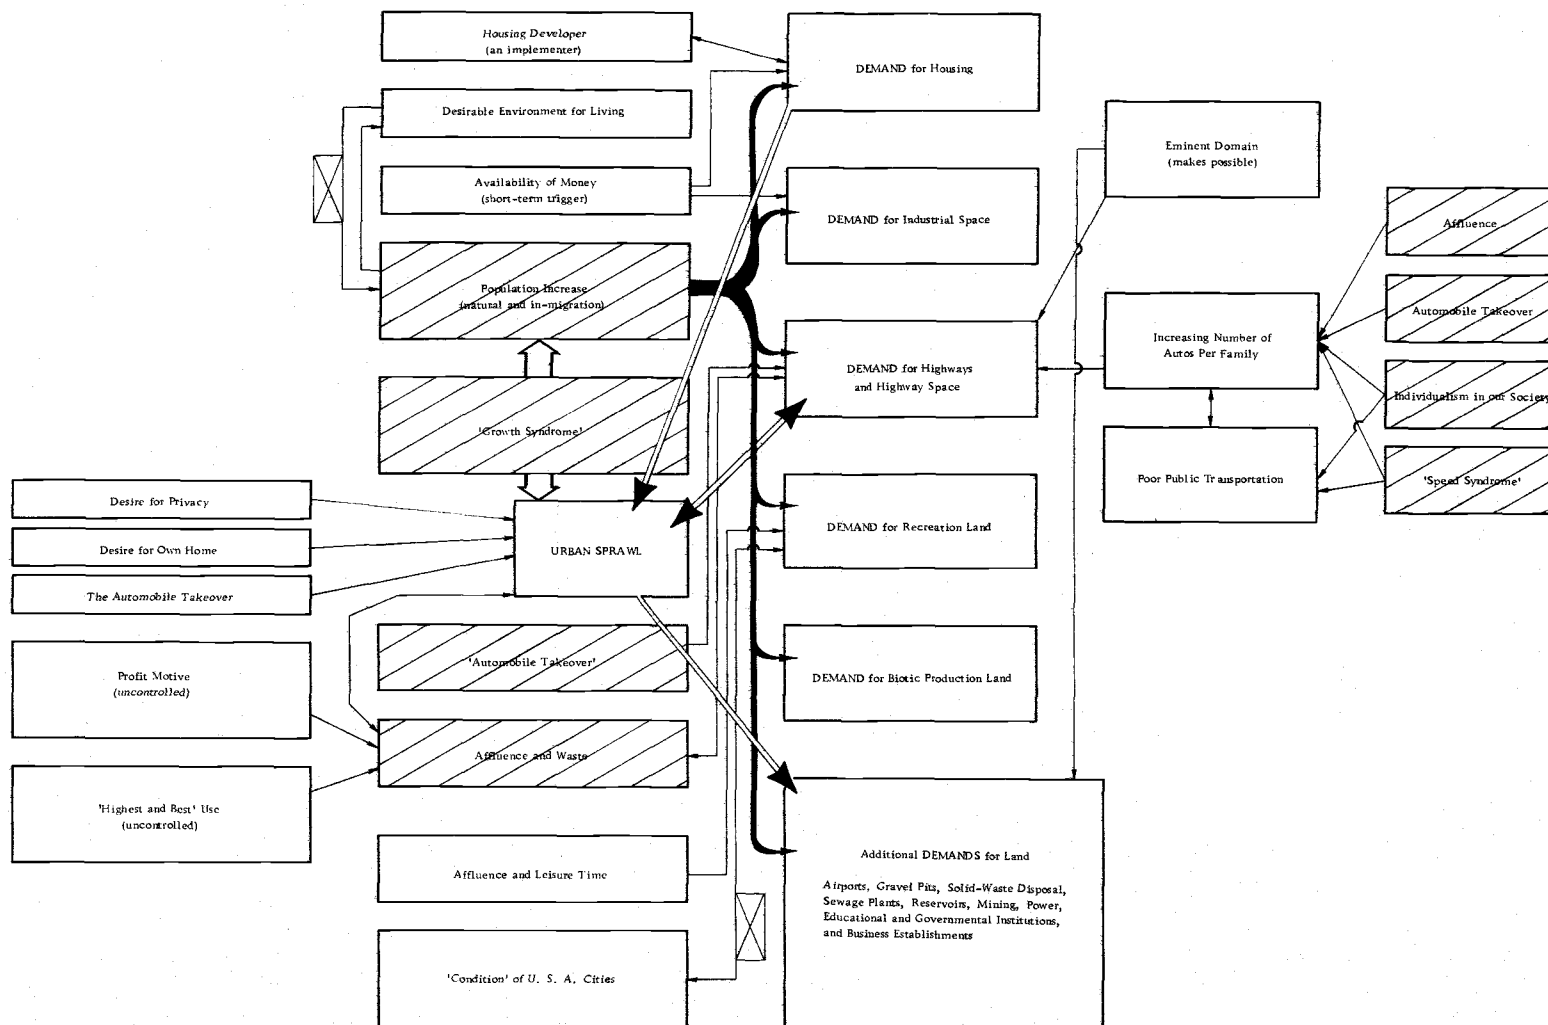 Housing Developer
(an implementer)
DEMAND for Housing
Desirable Environment for Living
Eminent Domain
(makes possible)
Availability of Money
(short-term trigger)
DEMAND for Industrial Space
Affluence
Population Increase
(natural and in-migration)
Automobile Takeover
Increasing Number of
Autos Per Family
DEMAND for Highways
and Highway Space
Individualism in our Society
'Growth Syndrome'
Poor Public Transportation
'Speed Syndrome'
Desire for Privacy
DEMAND for Recreation Land
Desire for Own Home
URBAN SPRAWL
The Automobile Takeover
'Automobile Takeover'
Profit Motive
(uncontrolled)
DEMAND for Biotic Production Land
Affluence and Waste
'Highest and Best' Use
(uncontrolled)
Affluence and Leisure Time
Additional DEMANDS for Land
Airports, Gravel Pits, Solid-Waste Disposal,
Sewage Plants, Reservoirs, Mining, Power,
Educational and Governmental Institutions,
and Business Establishments
'Condition' of U. S. A. Cities